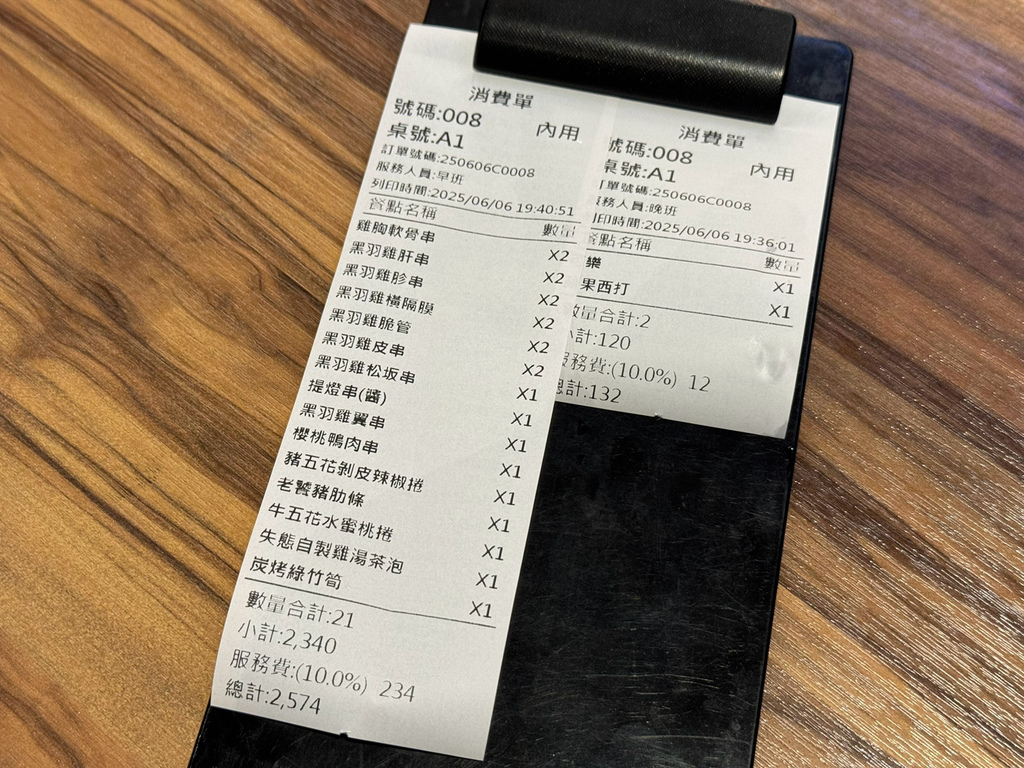 消費單
號碼:008
內用
桌號:A1
訂單號碼:250606C0008
服務人員:早班
列印時間:2025/06/06 19:40:51
餐點名稱 數量
雞胸軟骨串 X2
黑羽雞肝串 X2
黑羽雞胗串 X2
黑羽雞橫隔膜 X2
黑羽雞脆管 X2
黑羽雞皮串 X2
黑羽雞松坂串 X1
提燈串(醬) X1
黑羽雞翼串 X1
櫻桃鴨肉串 X1
豬五花剝皮辣椒捲 X1
老饕豬肋條 X1
牛五花水蜜桃捲 X1
失態自製雞湯茶泡 X1
炭烤綠竹筍 X1
數量合計:21
小計:2,340
服務費:(10.0%) 234
總計:2,574
消費單
號碼:008
內用
桌號:A1
訂單號碼:250606C0008
服務人員:晚班
列印時間:2025/06/06 19:36:01
餐點名稱 數量
樂 X1
果西打 X1
數量合計:2
小計:120
服務費:(10.0%) 12
總計:132